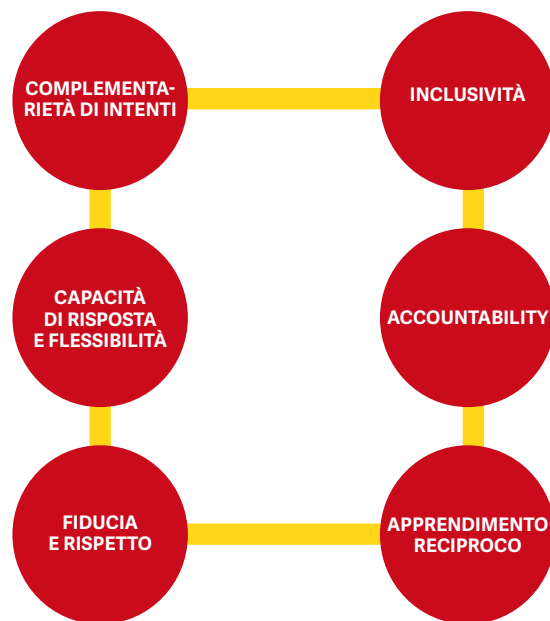 COMPLEMENTA-
RIETÀ DI INTENTI
INCLUSIVITÀ
CAPACITÀ
DI RISPOSTA
E FLESSIBILITÀ
ACCOUNTABILITY
FIDUCIA
E RISPETTO
APPRENDIMENTO
RECIPROCO